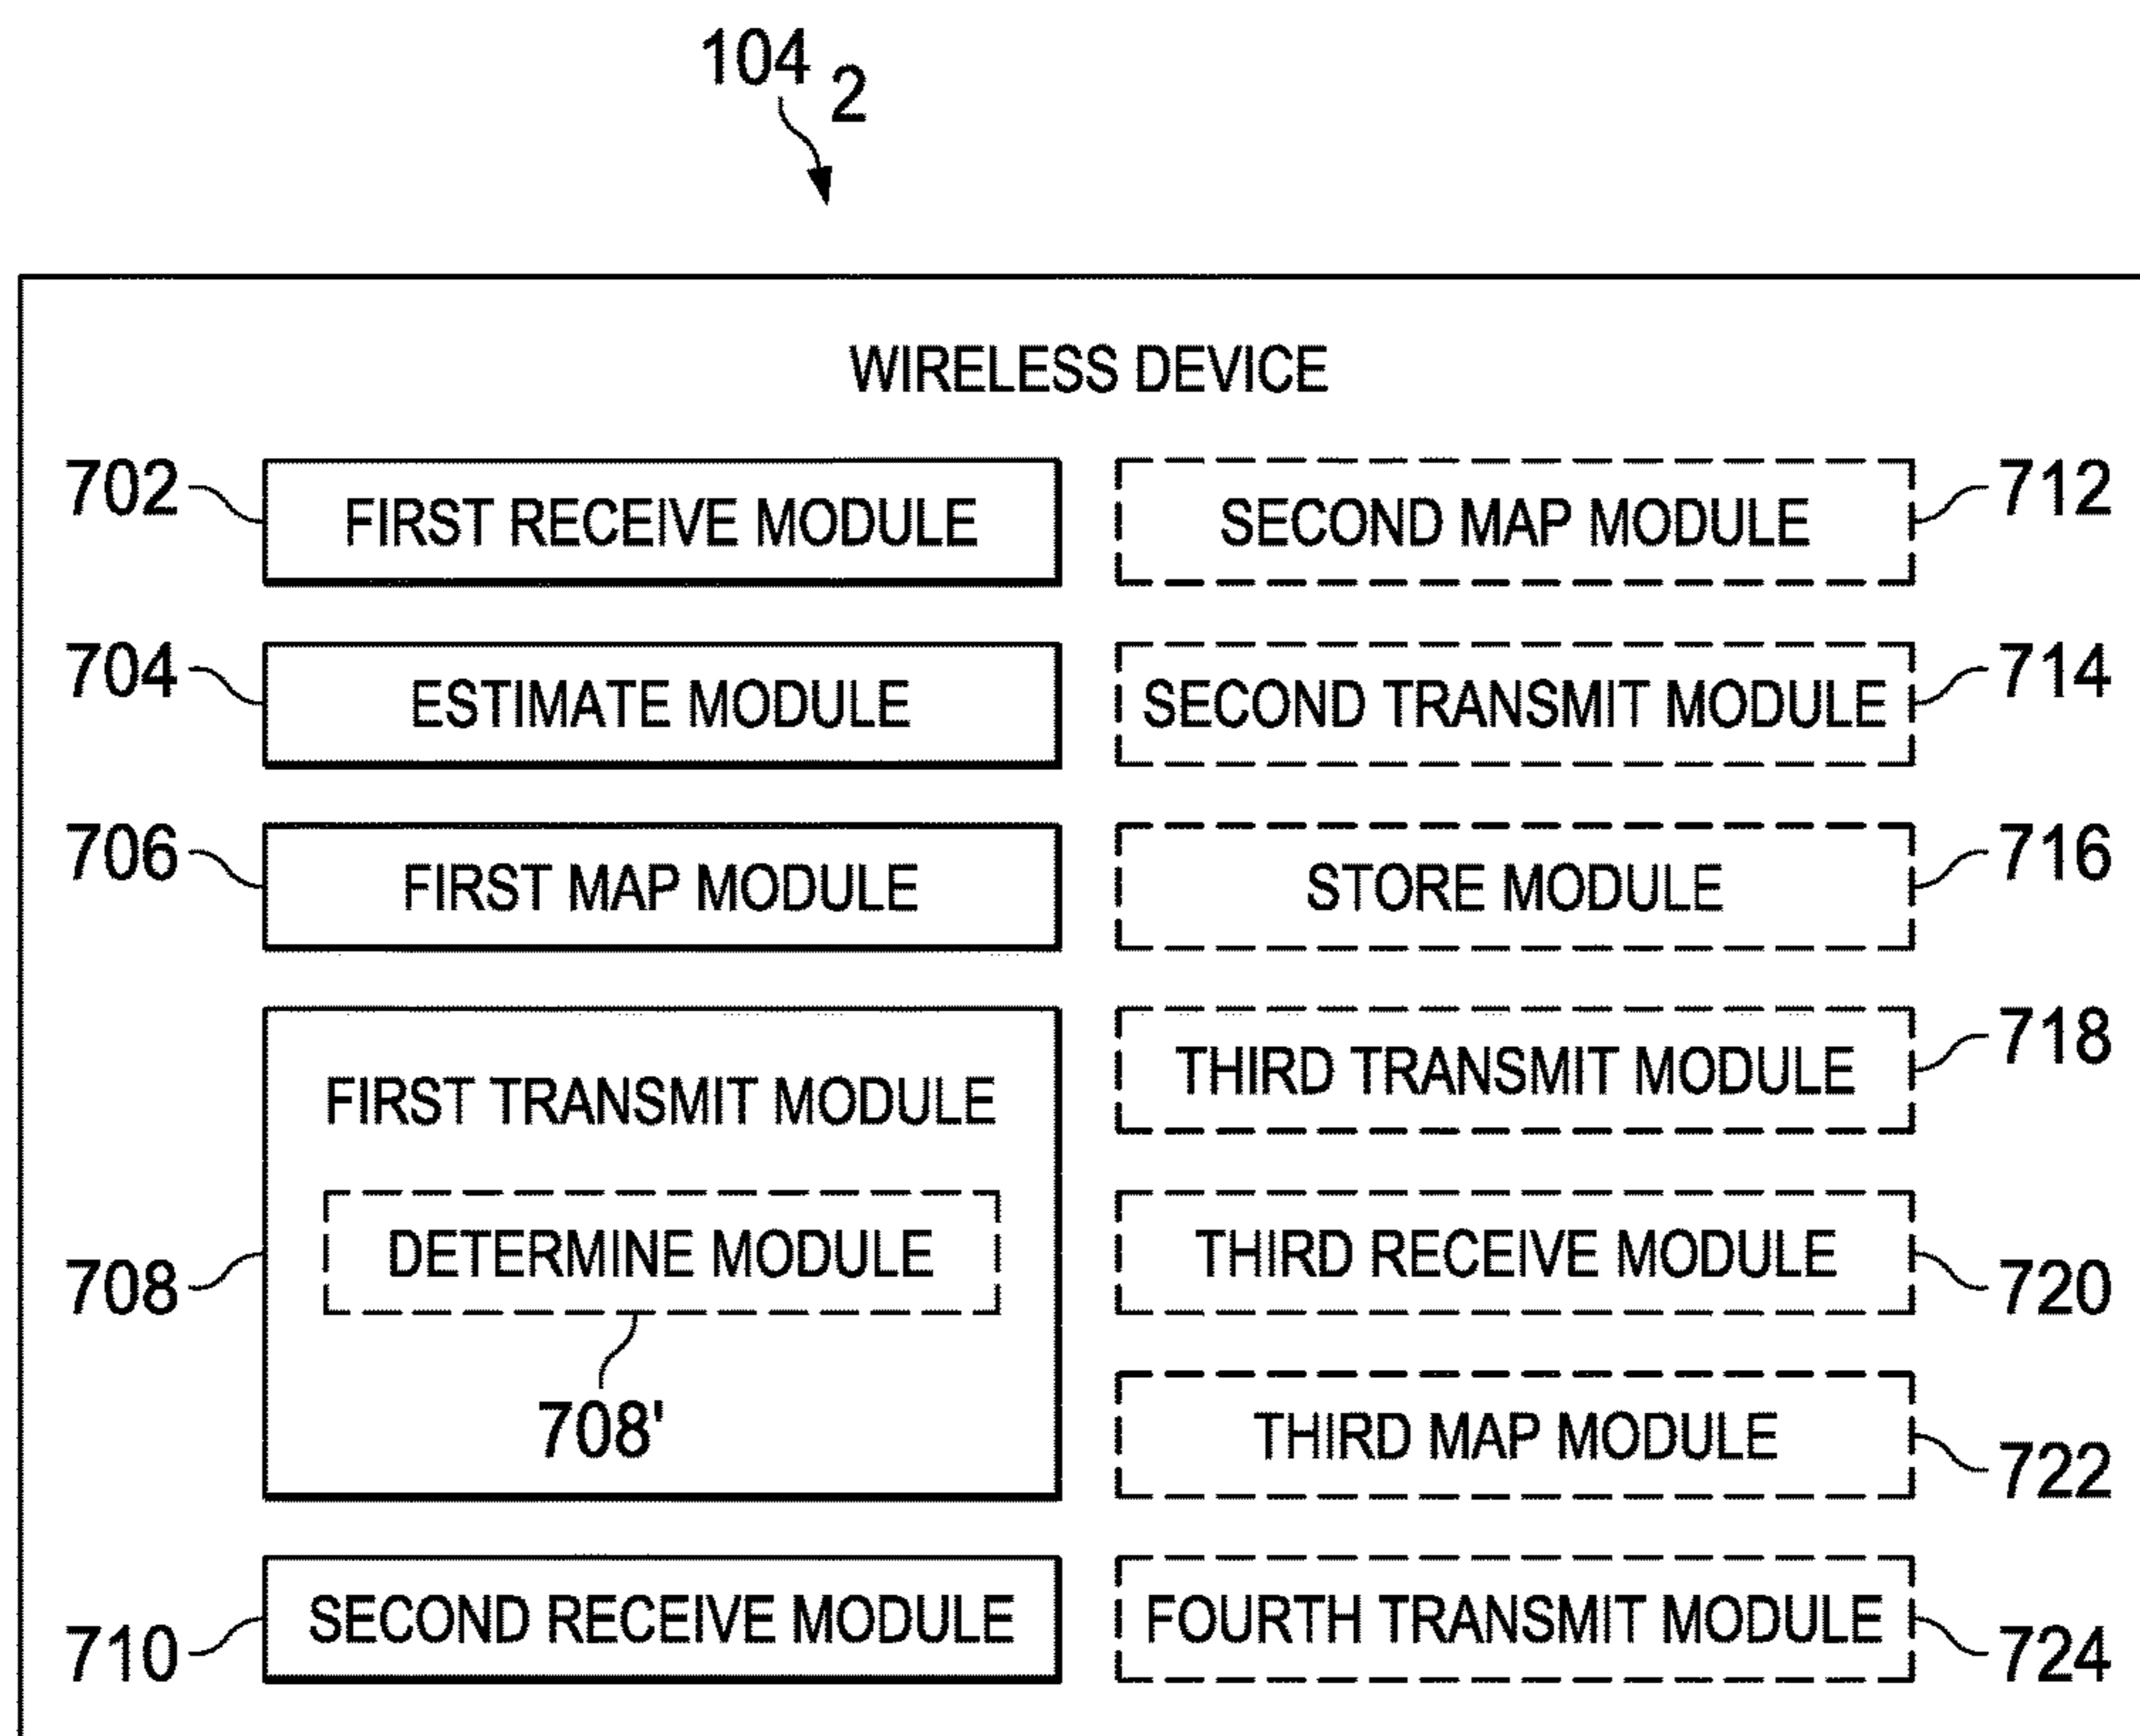 104 2
WIRELESS DEVICE
702 FIRST RECEIVE MODULE SECOND MAP MODULE 712
704 ESTIMATE MODULE SECOND TRANSMIT MODULE 714
706 FIRST MAP MODULE STORE MODULE 716
FIRST TRANSMIT MODULE THIRD TRANSMIT MODULE 718
708 DETERMINE MODULE THIRD RECEIVE MODULE 720
708' THIRD MAP MODULE 722
710 SECOND RECEIVE MODULE FOURTH TRANSMIT MODULE 724